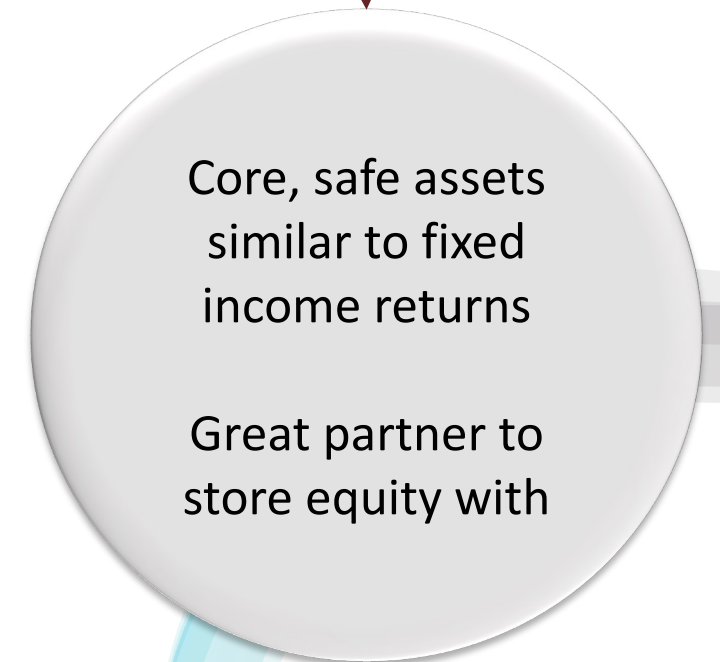 Core, safe assets
similar to fixed
income returns
Great partner to
store equity with